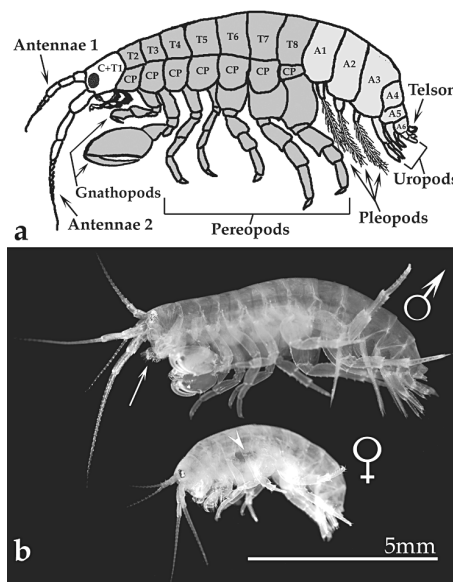 Antennae 1
C+T1 T2 T3 T4 T5 T6 T7 T8 A1 A2 A3
CP CP CP CP CP CP CP
A4
A5
A6
Telson
Gnathopods
Uropods
Antennae 2
Pereopods
Pleopods
a
♂
♀
b
5mm